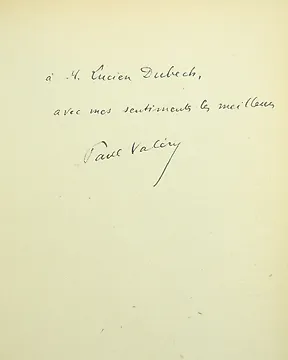 à M. Lucien Dubech,
avec mes sentiments les meilleurs
Paul Valéry